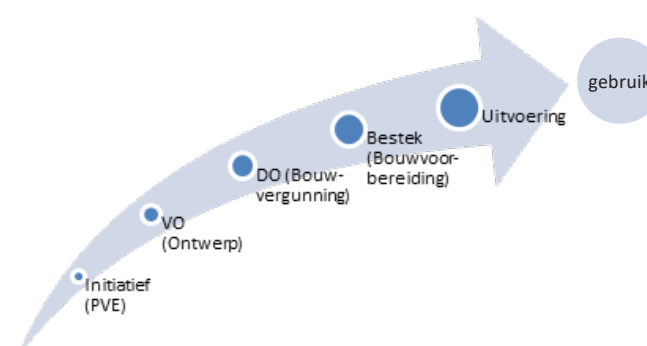 Initiatief
(PVE)
VO
(Ontwerp)
DO (Bouw-
vergunning)
Bestek
(Bouwvoor-
bereiding)
Uitvoering
gebruik